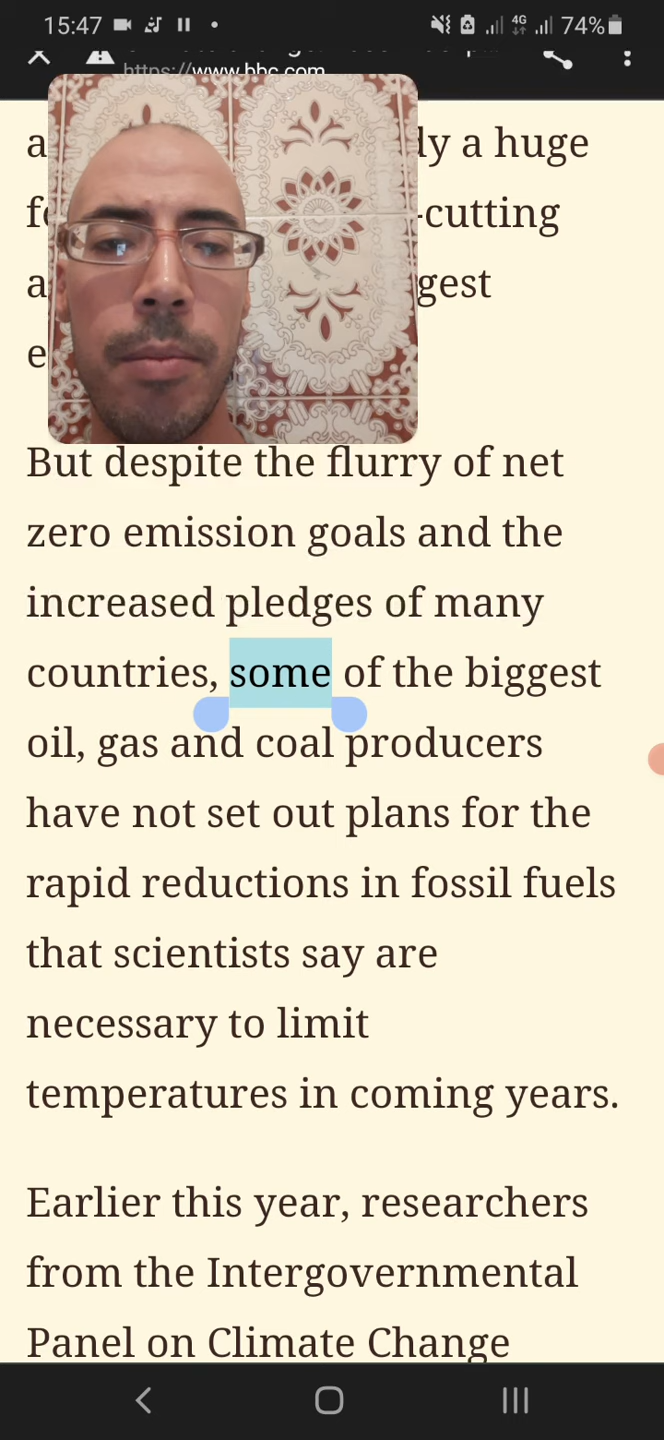 15:47
4G
74%
https://www.bbc.com
a huge
-cutting
But despite the flurry of net
zero emission goals and the
increased pledges of many
countries, some of the biggest
oil, gas and coal producers
have not set out plans for the
rapid reductions in fossil fuels
that scientists say are
necessary to limit
temperatures in coming years.
Earlier this year, researchers
from the Intergovernmental
Panel on Climate Change